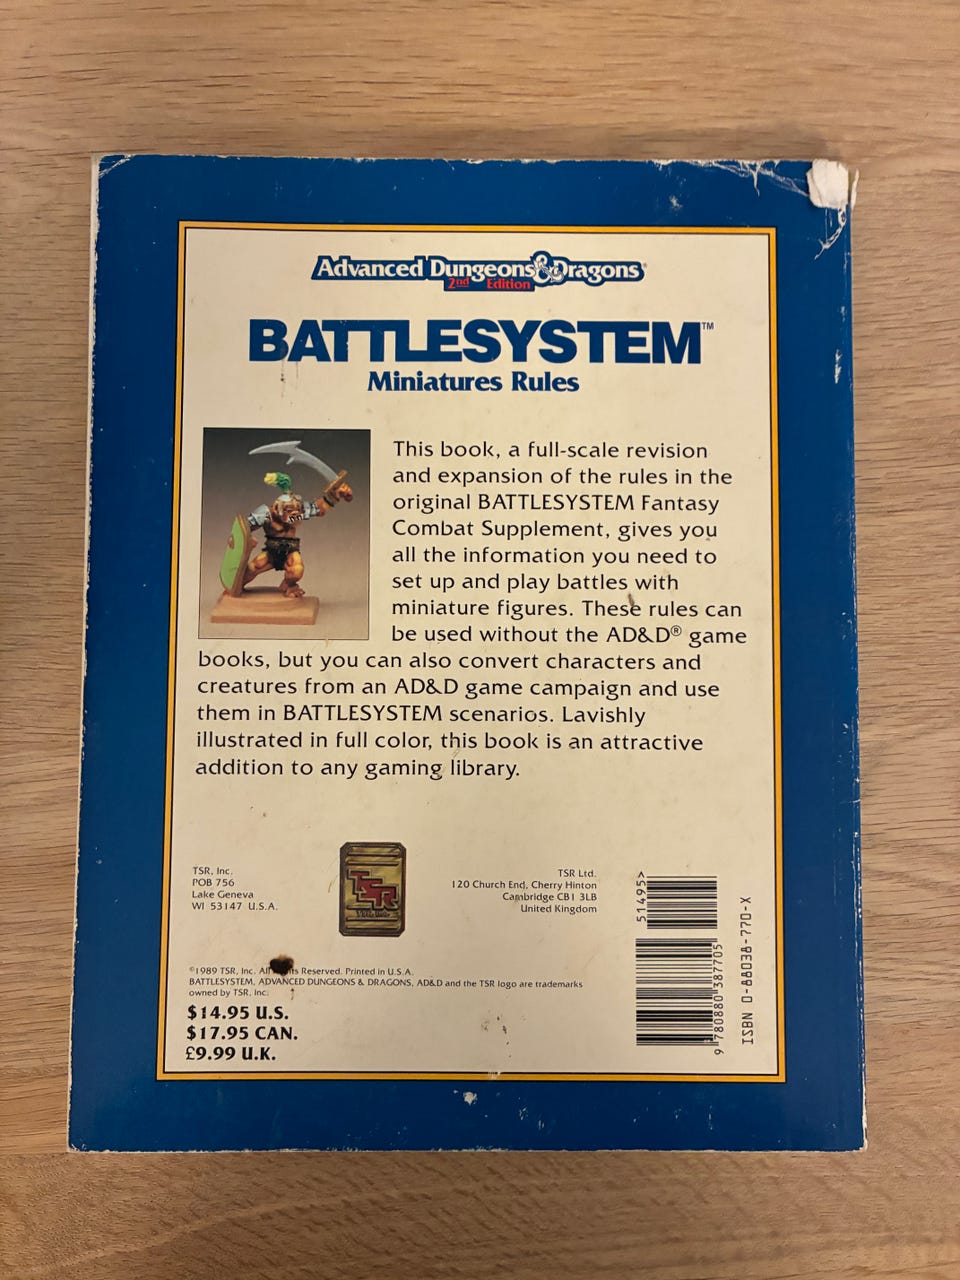 Advanced Dungeons & Dragons®
2nd Edition
BATTLESYSTEM™
Miniatures Rules
This book, a full-scale revision
and expansion of the rules in the
original BATTLESYSTEM Fantasy
Combat Supplement, gives you
all the information you need to
set up and play battles with
miniature figures. These rules can
be used without the AD&D® game
books, but you can also convert characters and
creatures from an AD&D game campaign and use
them in BATTLESYSTEM scenarios. Lavishly
illustrated in full color, this book is an attractive
addition to any gaming library.
TSR, Inc.
POB 756
Lake Geneva
WI 53147 U.S.A.
TSR
TSR Ltd.
120 Church End, Cherry Hinton
Cambridge CB1 3LB
United Kingdom
51495>
9 780880 387705
ISBN 0-88038-770-X
©1989 TSR, Inc. All Reserved. Printed in U.S.A.
BATTLESYSTEM, ADVANCED DUNGEONS & DRAGONS, AD&D and the TSR logo are trademarks
owned by TSR, Inc.
$14.95 U.S.
$17.95 CAN.
£9.99 U.K.